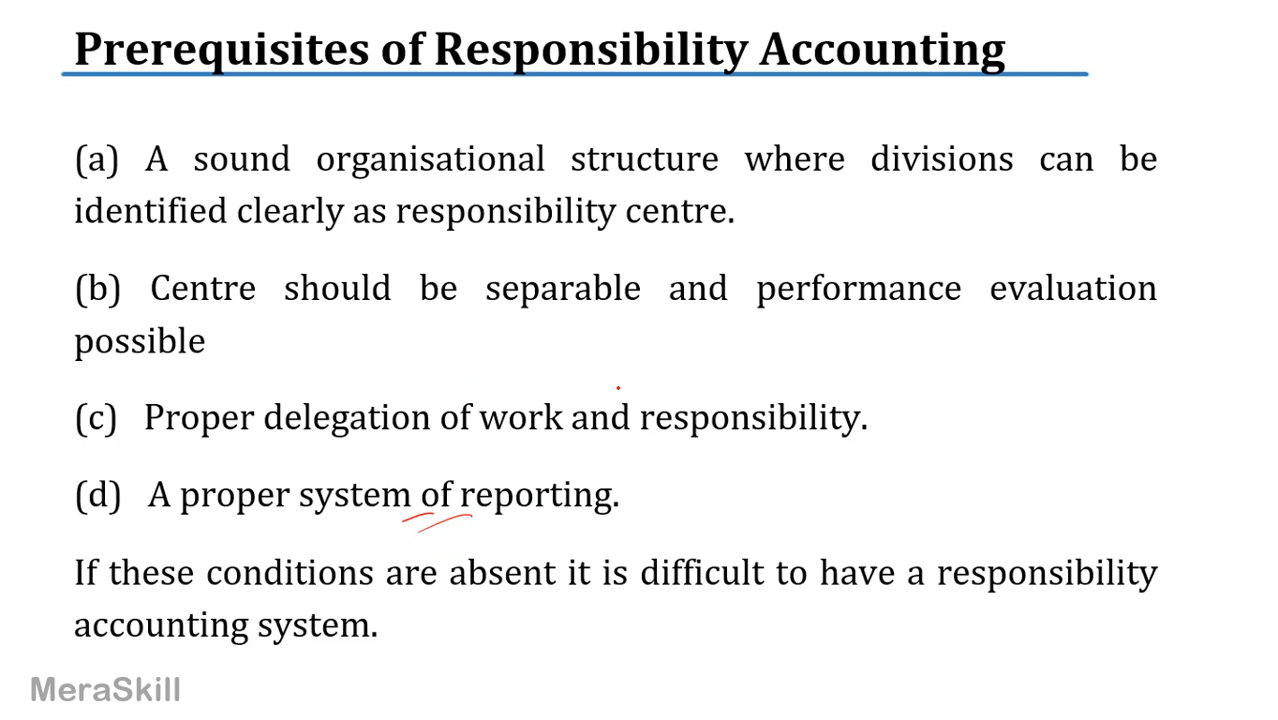 Prerequisites of Responsibility Accounting
(a) A sound organisational structure where divisions can be
identified clearly as responsibility centre.
(b) Centre should be separable and performance evaluation
possible
(c) Proper delegation of work and responsibility.
(d) A proper system of reporting.
If these conditions are absent it is difficult to have a responsibility
accounting system.
MeraSkill